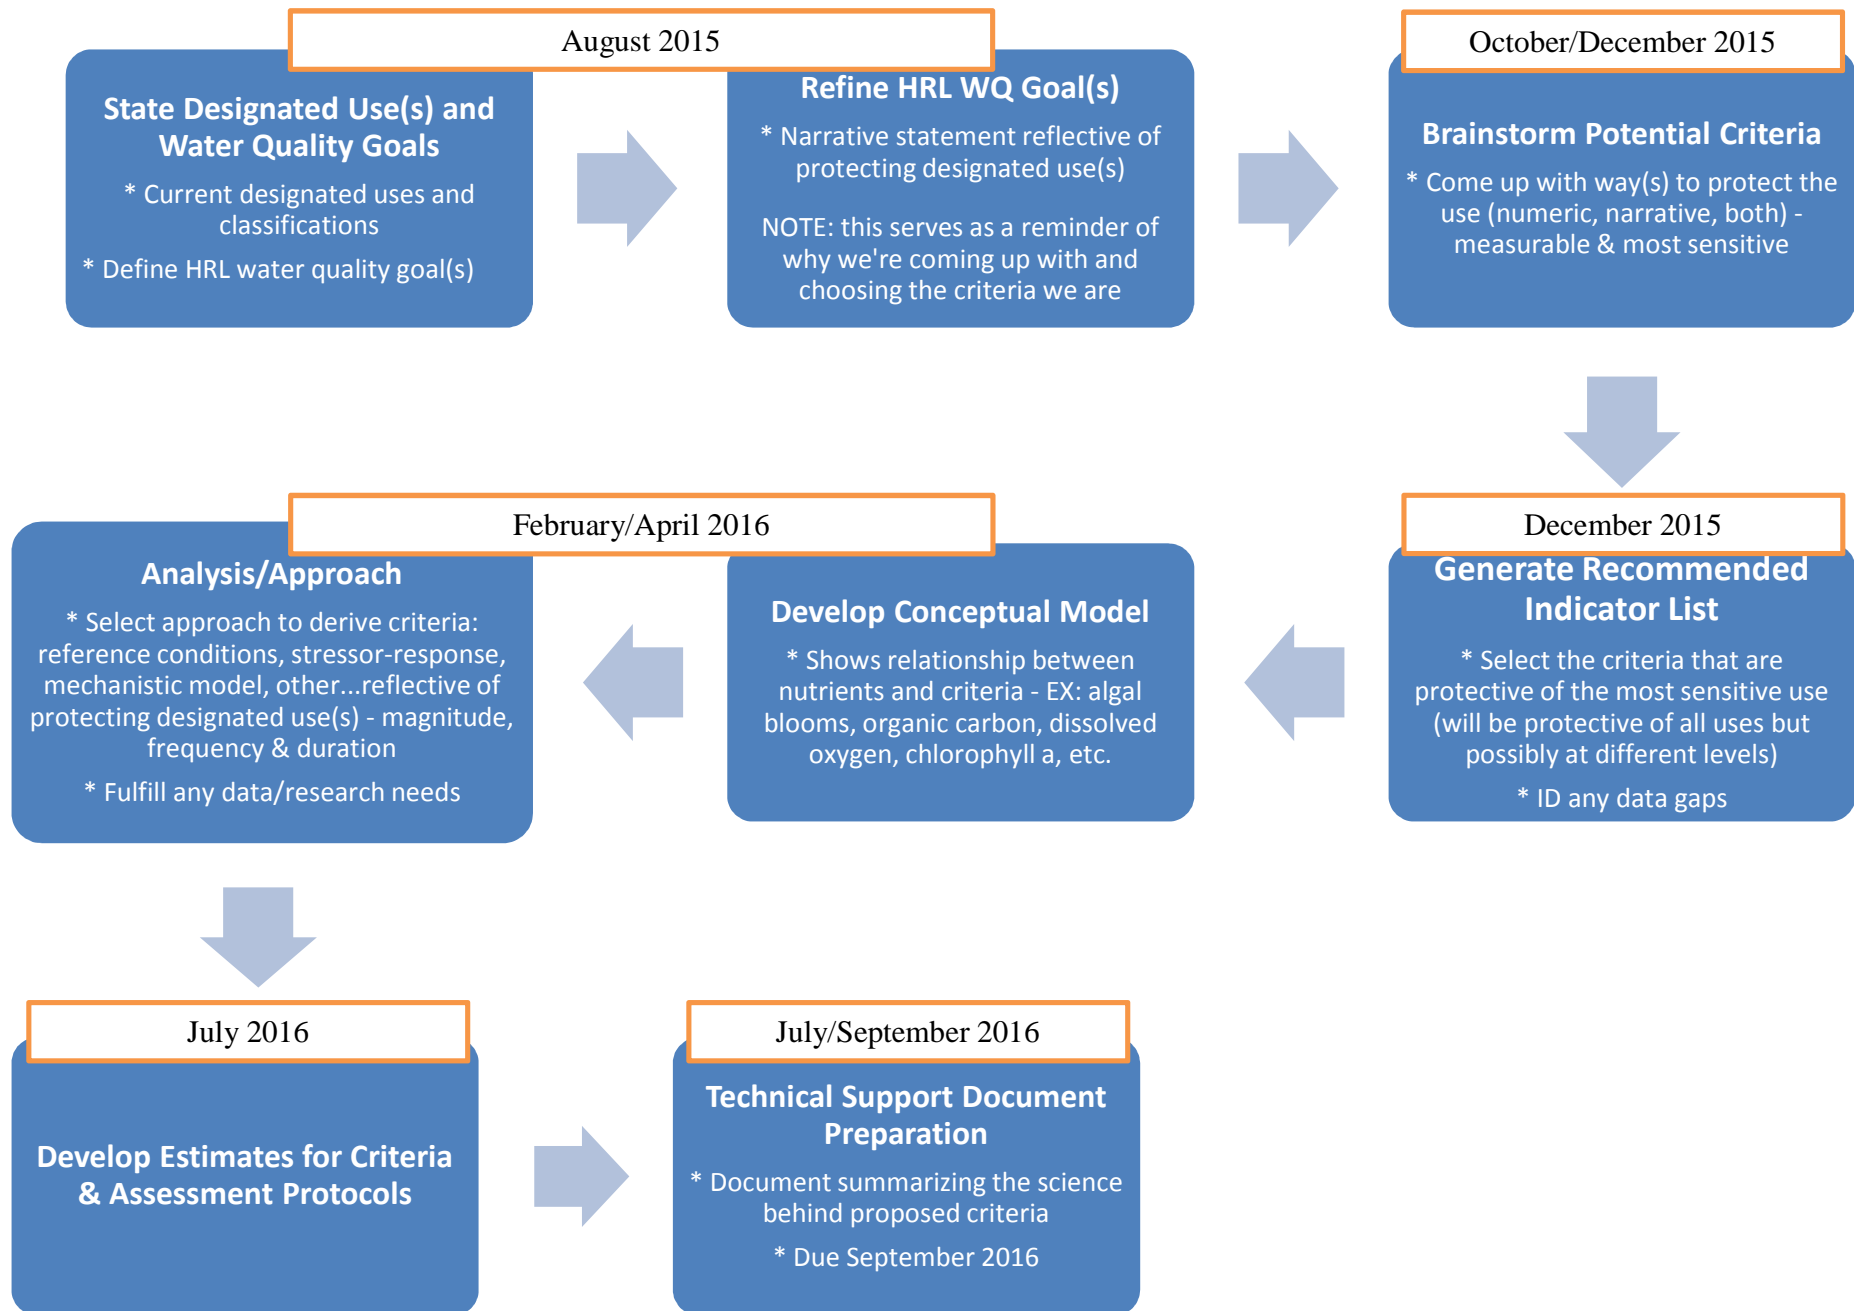 August 2015
State Designated Use(s) and
Water Quality Goals
* Current designated uses and
classifications
* Define HRL water quality goal(s)
Refine HRL WQ Goal(s)
* Narrative statement reflective of
protecting designated use(s)
NOTE: this serves as a reminder of
why we're coming up with and
choosing the criteria we are
October/December 2015
Brainstorm Potential Criteria
* Come up with way(s) to protect the
use (numeric, narrative, both) -
measurable & most sensitive
December 2015
Generate Recommended
Indicator List
* Select the criteria that are
protective of the most sensitive use
(will be protective of all uses but
possibly at different levels)
* ID any data gaps
February/April 2016
Develop Conceptual Model
* Shows relationship between
nutrients and criteria - EX: algal
blooms, organic carbon, dissolved
oxygen, chlorophyll a, etc.
Analysis/Approach
* Select approach to derive criteria:
reference conditions, stressor-response,
mechanistic model, other...reflective of
protecting designated use(s) - magnitude,
frequency & duration
* Fulfill any data/research needs
July 2016
Develop Estimates for Criteria
& Assessment Protocols
July/September 2016
Technical Support Document
Preparation
* Document summarizing the science
behind proposed criteria
* Due September 2016